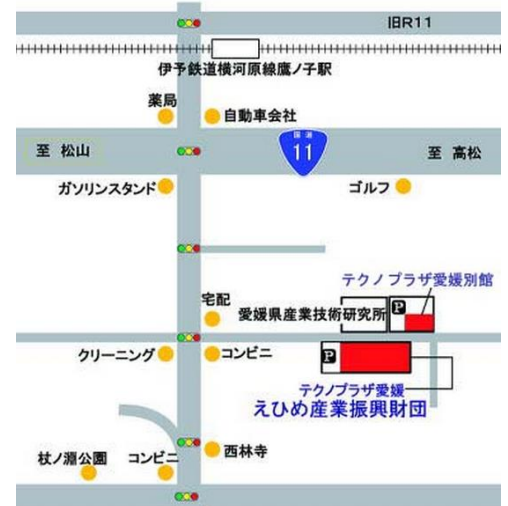 旧R11
伊予鉄道横河原線鷹ノ子駅
薬局
自動車会社
至 松山
国道
11
至 高松
ガソリンスタンド
ゴルフ
テクノプラザ愛媛別館
宅配
愛媛県産業技術研究所
P
クリーニング
コンビニ
P
テクノプラザ愛媛
えひめ産業振興財団
杖ノ淵公園
コンビニ
西林寺